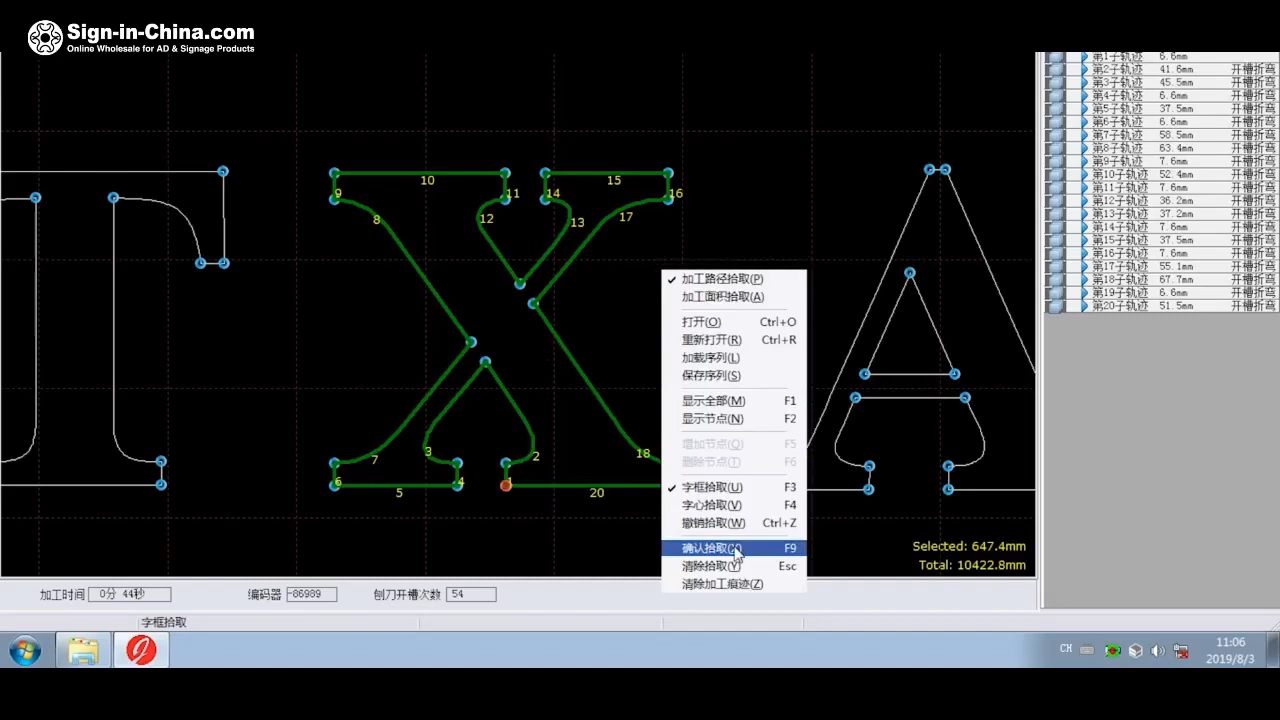 Sign-in-China.com
Online Wholesale for AD & Signage Products
第1子轨迹 6.6mm
第2子轨迹 41.6mm 开槽折弯
第3子轨迹 45.5mm 开槽折弯
第4子轨迹 6.6mm 开槽折弯
第5子轨迹 37.5mm 开槽折弯
第6子轨迹 6.6mm 开槽折弯
第7子轨迹 58.5mm 开槽折弯
第8子轨迹 63.4mm 开槽折弯
第9子轨迹 7.6mm 开槽折弯
第10子轨迹 52.4mm 开槽折弯
第11子轨迹 7.6mm 开槽折弯
第12子轨迹 36.2mm 开槽折弯
第13子轨迹 37.2mm 开槽折弯
第14子轨迹 7.6mm 开槽折弯
第15子轨迹 37.5mm 开槽折弯
第16子轨迹 7.6mm 开槽折弯
第17子轨迹 55.1mm 开槽折弯
第18子轨迹 67.7mm 开槽折弯
第19子轨迹 6.6mm 开槽折弯
第20子轨迹 51.5mm 开槽折弯
10 15
9 11 14 16
8 12 13 17
7 3 2 18
6 5 4 1 20
加工路径拾取(P)
加工面积拾取(A)
打开(O) Ctrl+O
重新打开(R) Ctrl+R
加载序列(L)
保存序列(S)
显示全部(M) F1
显示节点(N) F2
增加节点(Q) F5
删除节点(T) F6
字框拾取(U) F3
字心拾取(V) F4
撤销拾取(W) Ctrl+Z
确认拾取 F9
清除拾取(Y) Esc
清除加工痕迹(Z)
Selected: 647.4mm
Total: 10422.8mm
加工时间 0分 44秒 编码器 -86989 刨刀开槽次数 54
字框拾取
CH
11:06
2019/8/3